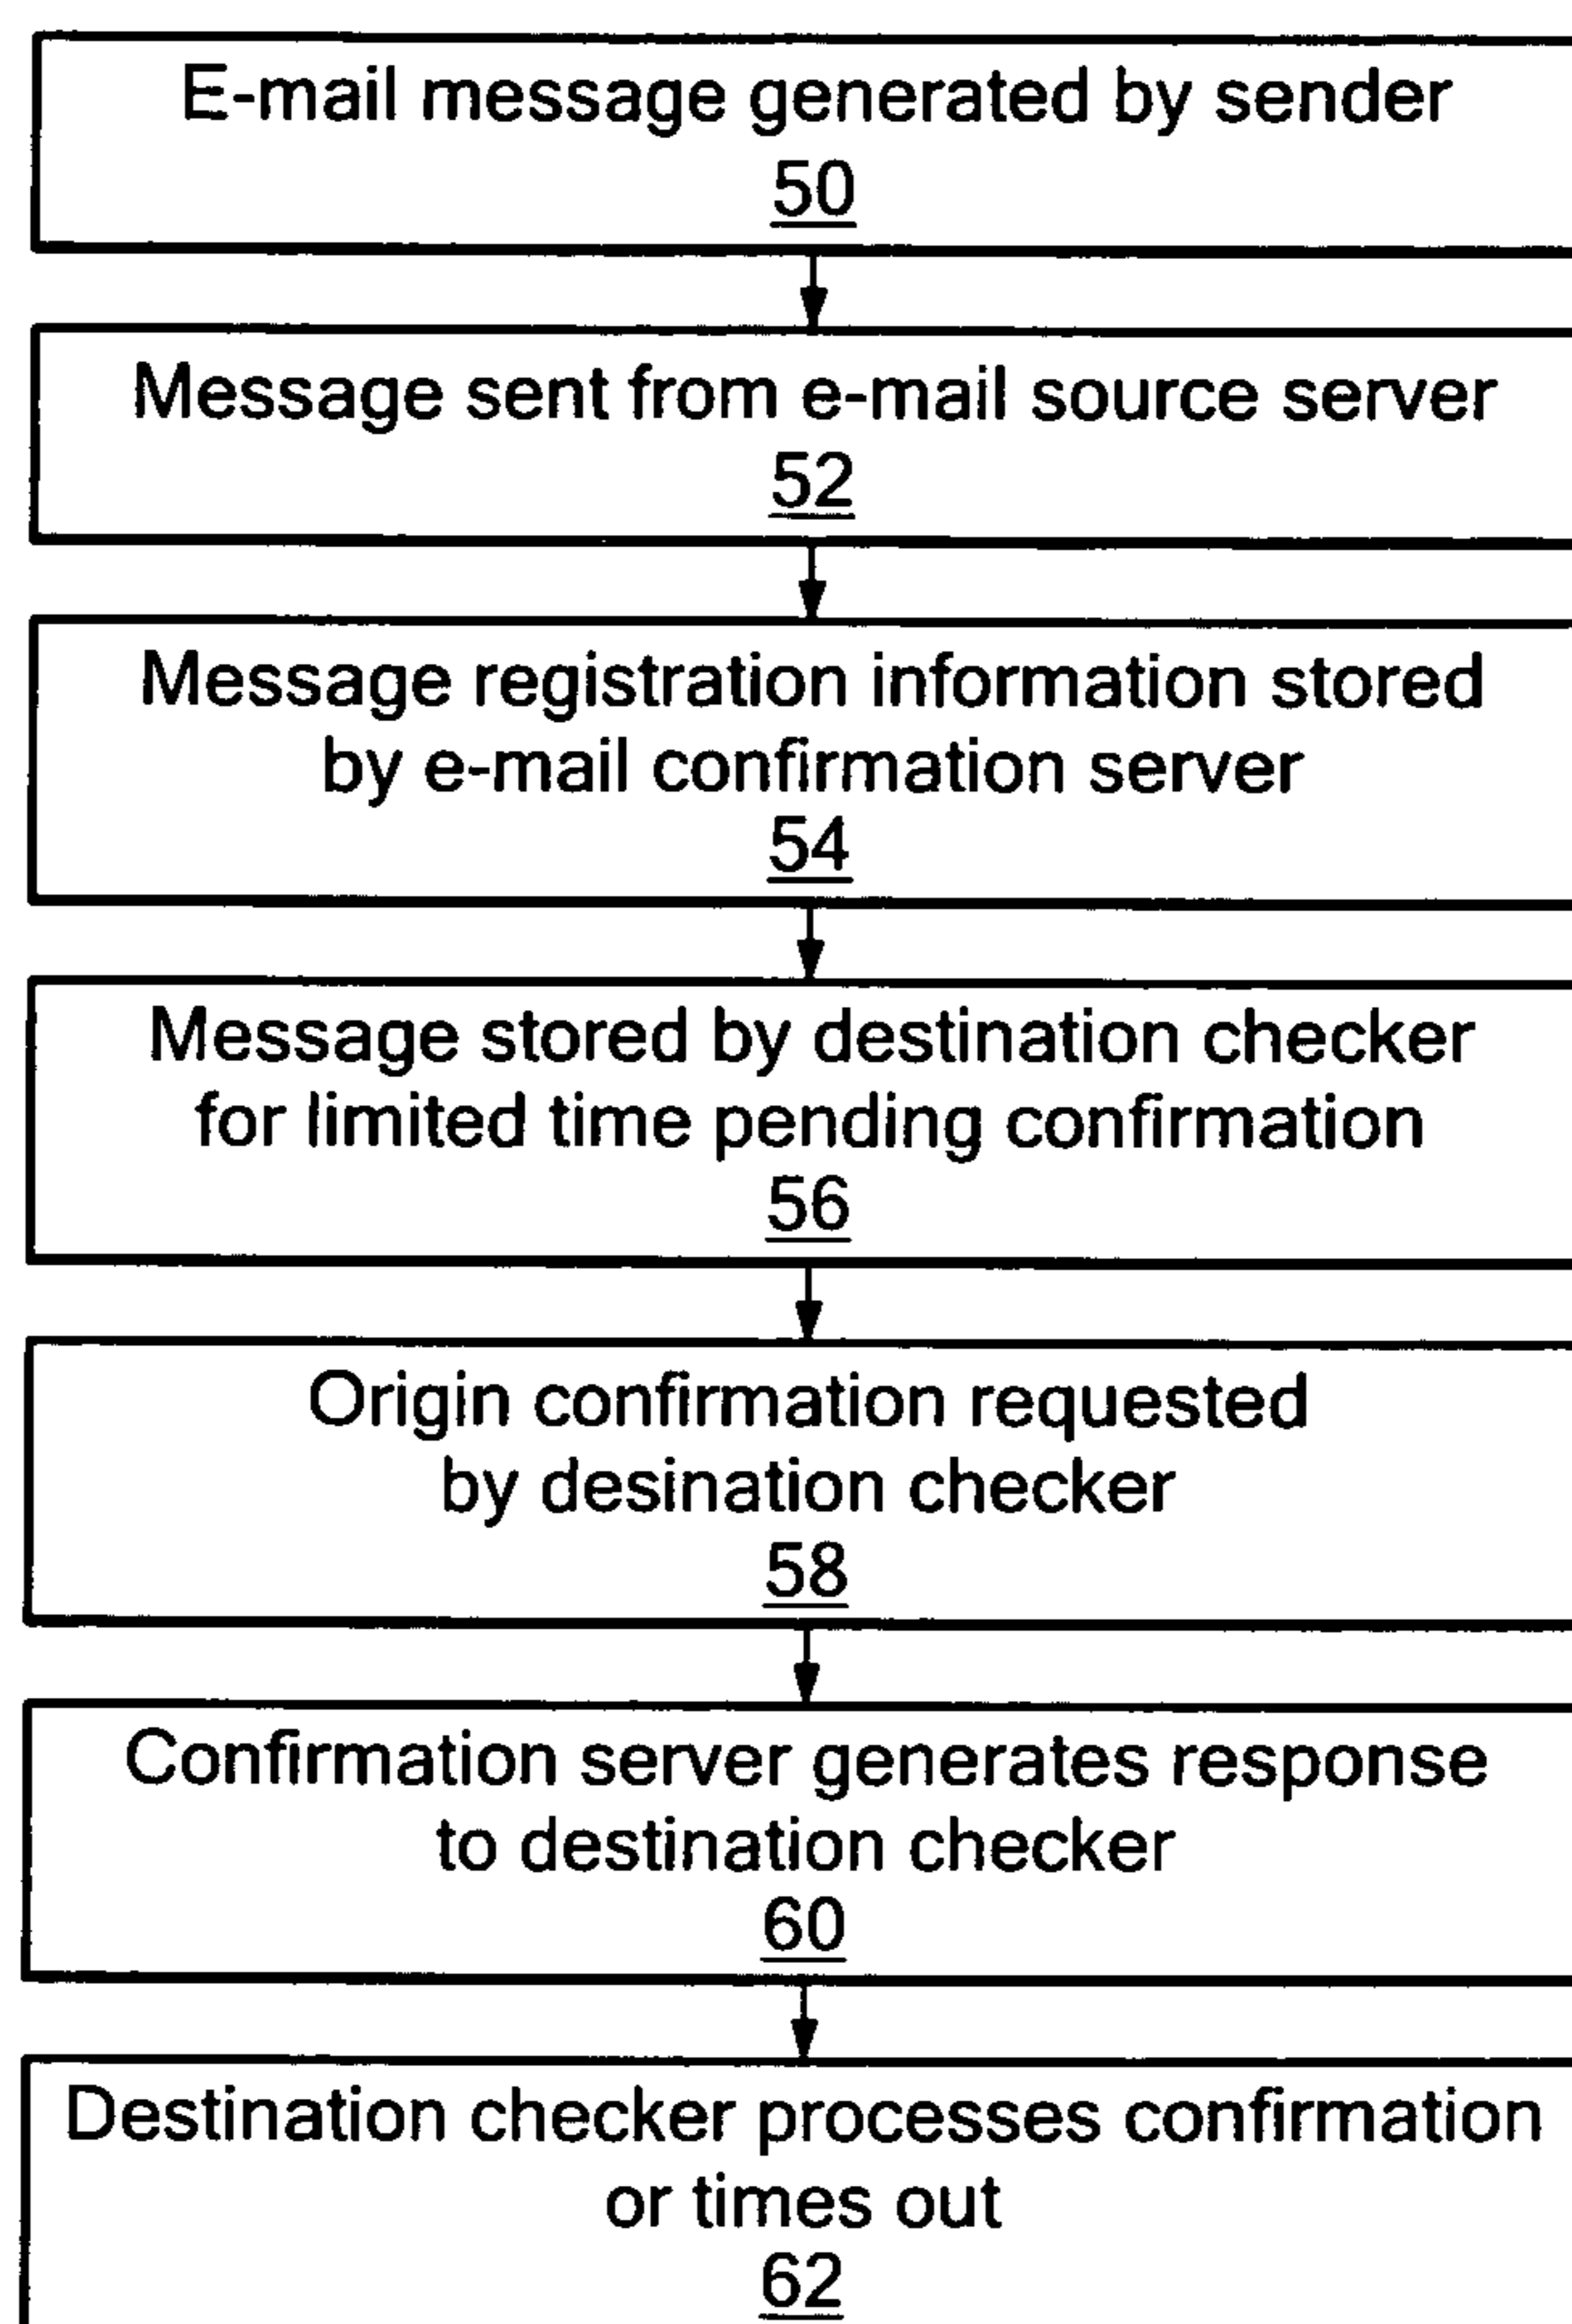 E-mail message generated by sender
50
Message sent from e-mail source server
52
Message registration information stored
by e-mail confirmation server
54
Message stored by destination checker
for limited time pending confirmation
56
Origin confirmation requested
by desination checker
58
Confirmation server generates response
to destination checker
60
Destination checker processes confirmation
or times out
62